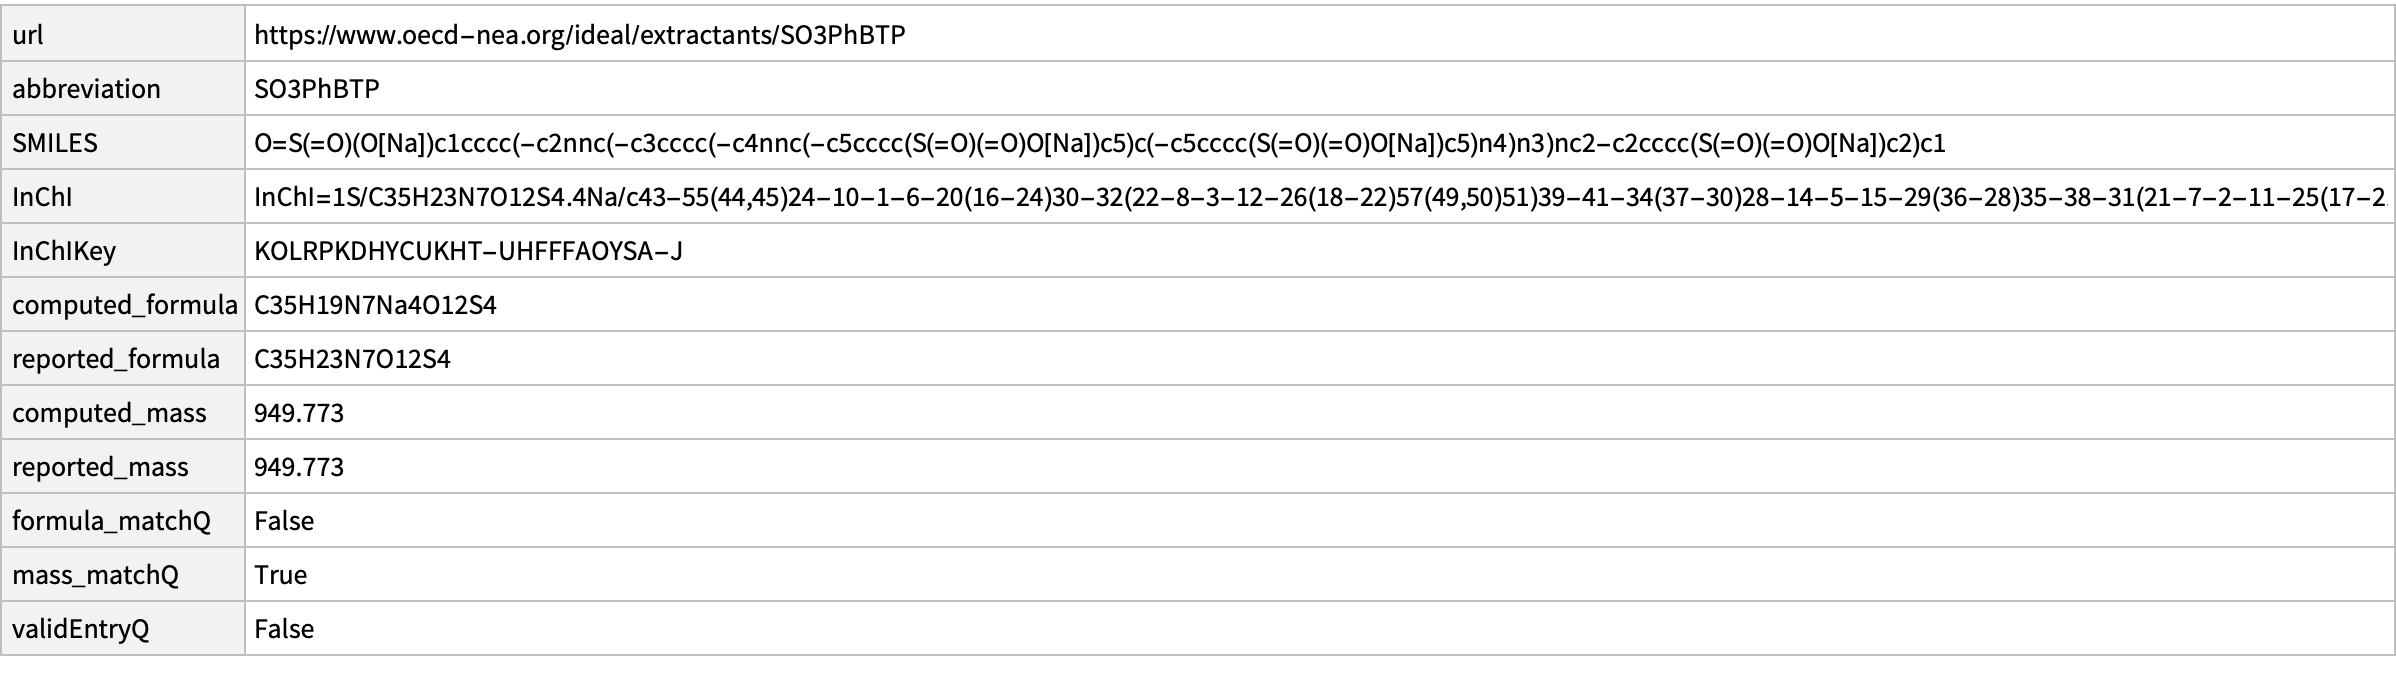 url https://www.oecd-nea.org/ideal/extractants/SO3PhBTP
abbreviation SO3PhBTP
SMILES O=S(=O)(O[Na])c1cccc(-c2nnc(-c3cccc(-c4nnc(-c5cccc(S(=O)(=O)O[Na])c5)c(-c5cccc(S(=O)(=O)O[Na])c5)n4)n3)nc2-c2cccc(S(=O)(=O)O[Na])c2)c1
InChI InChI=1S/C35H23N7O12S4.4Na/c43-55(44,45)24-10-1-6-20(16-24)30-32(22-8-3-12-26(18-22)57(49,50)51)39-41-34(37-30)28-14-5-15-29(36-28)35-38-31(21-7-2-11-25(17-2
InChIKey KOLRPKDHYCUKHT-UHFFFAOYSA-J
computed_formula C35H19N7Na4O12S4
reported_formula C35H23N7O12S4
computed_mass 949.773
reported_mass 949.773
formula_matchQ False
mass_matchQ True
validEntryQ False